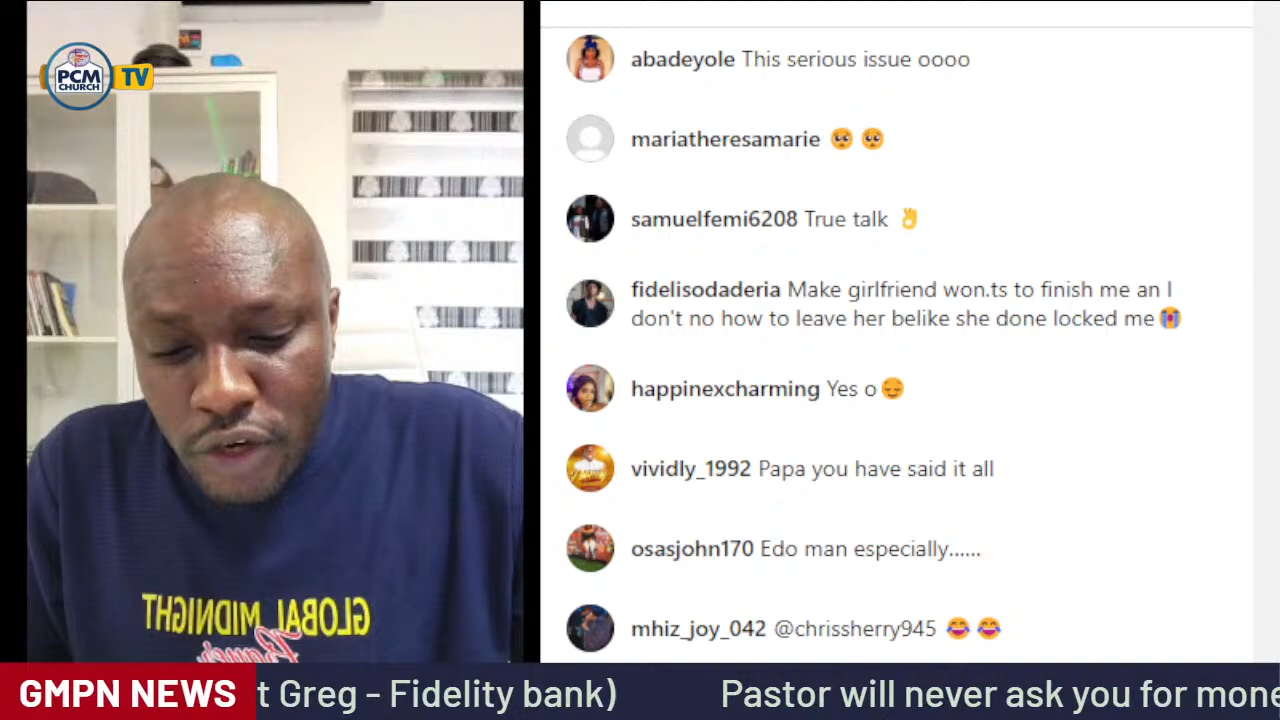 PCM
CHURCH
TV
GLOBAL MIDNIGHT
abadeyole This serious issue oooo
mariatheresamarie 🥺 🥺
samuelfemi6208 True talk 👌
fidelisodaderia Make girlfriend won.ts to finish me an I
don't no how to leave her belike she done locked me😭
happinexcharming Yes o😌
vividly_1992 Papa you have said it all
osasjohn170 Edo man especially......
mhiz_joy_042 @chrissherry945 😂 😂
GMPN NEWS
t Greg - Fidelity bank) Pastor will never ask you for mone